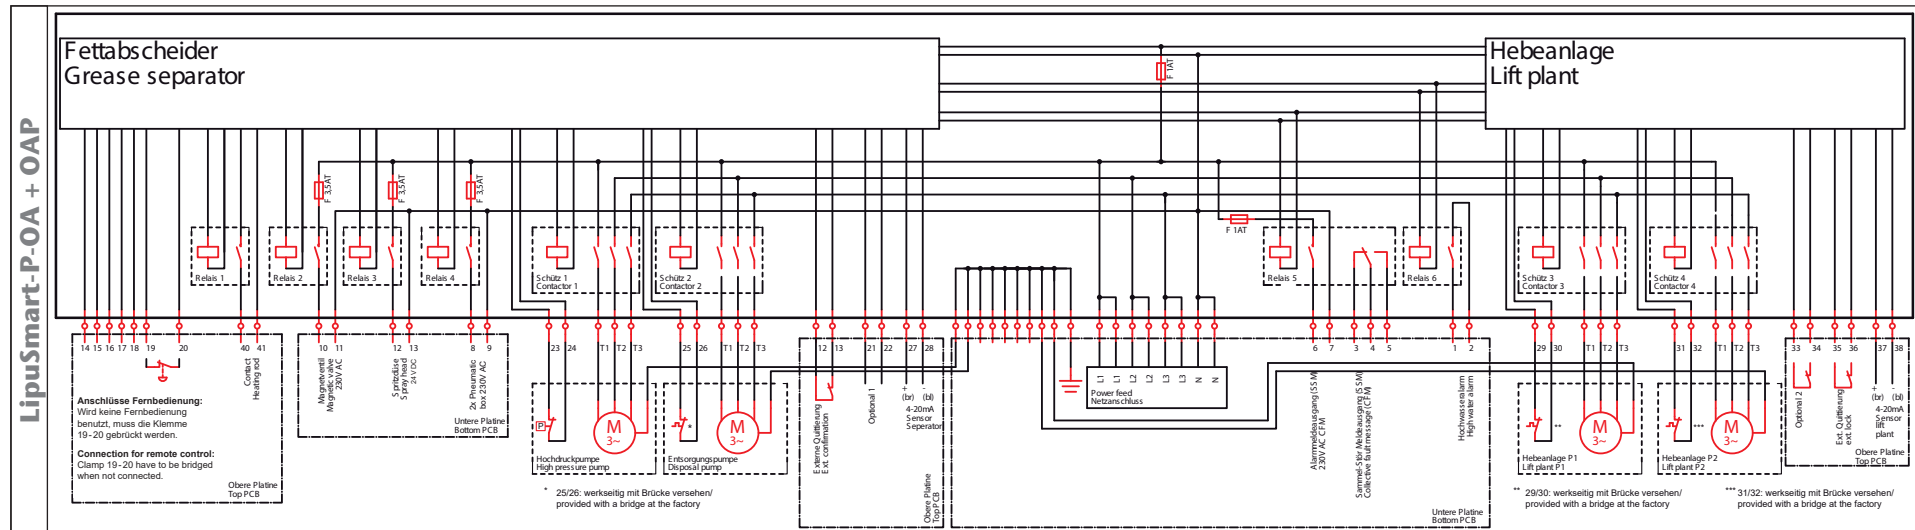 LipuSmart-P-OA + OAP
Fettabscheider
Grease separator
Hebeanlage
Lift plant
F 1AT
F 3,5AT
F 3,5AT
F 3,5AT
F 1AT
Relais 1
Relais 2
Relais 3
Relais 4
Schütz 1
Contactor 1
Schütz 2
Contactor 2
Relais 5
Relais 6
Schütz 3
Contactor 3
Schütz 4
Contactor 4
14 15 16 17 18 19 20 40 41
Contact
Heating rod
Anschlüsse Fernbedienung:
Wird keine Fernbedienung
benutzt, muss die Klemme
19-20 gebrückt werden.
Connection for remote control:
Clamp 19-20 have to be bridged
when not connected.
Obere Platine
Top PCB
10 11 12 13 8 9
Magnetventil
Magnetic valve
230V AC
Spritzdüse
Spray head
24 V DC
2x Pneumatic
box 230V AC
Untere Platine
Bottom PCB
23 24 T1 T2 T3
P
M
3~
Hochdruckpumpe
High pressure pump
25 26 T1 T2 T3
*
M
3~
Entsorgungspumpe
Disposal pump
* 25/26: werkseitig mit Brücke versehen/
provided with a bridge at the factory
12 13 21 22 27 28
Externe Quittierung
Ext. confirmation
Optional 1
+ -
(br) (bl)
4-20mA
Sensor
Seperator
Obere Platine
Top PCB
L1 L1 L2 L2 L3 L3 N N
Power feed
Netzanschluss
6 7 3 4 5 1 2
Alarmmeldeausgang (SSM)
230V AC CFM
Sammel-Stör Meldeausgang (SSM)
Collective fault message (CFM)
Hochwasseralarm
High water alarm
Untere Platine
Bottom PCB
29 30 T1 T2 T3
**
M
3~
Hebeanlage P1
Lift plant P1
** 29/30: werkseitig mit Brücke versehen/
provided with a bridge at the factory
31 32 T1 T2 T3
***
M
3~
Hebeanlage P2
Lift plant P2
*** 31/32: werkseitig mit Brücke versehen/
provided with a bridge at the factory
33 34 35 36 37 38
Optional 2
Ext. Quittierung
ext. lock
+ -
(br) (bl)
4-20mA
Sensor
lift
plant
Obere Platine
Top PCB